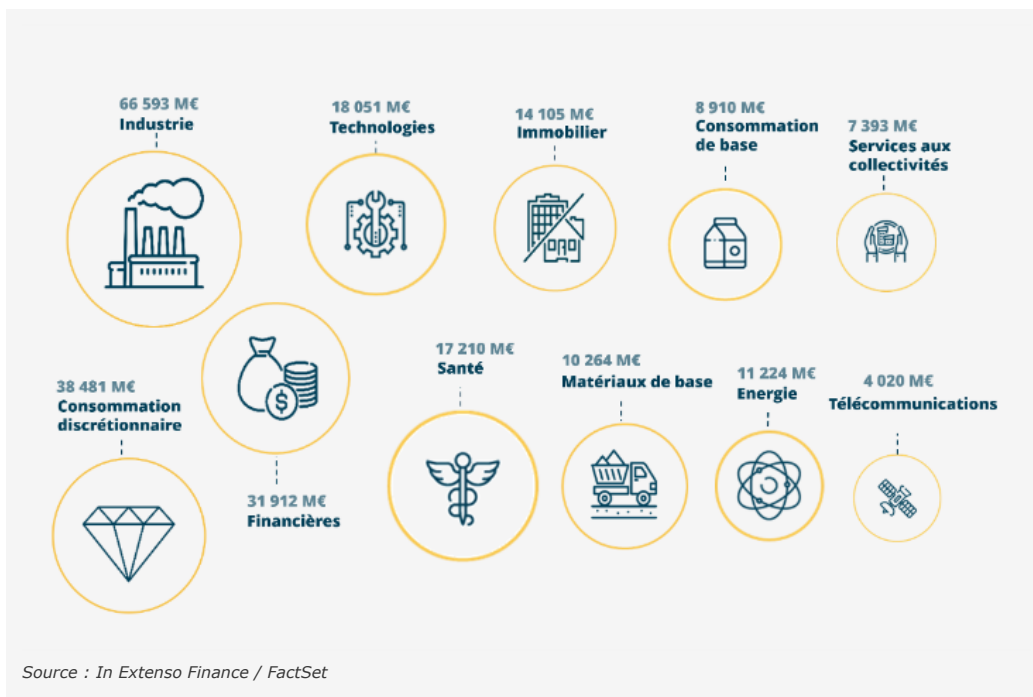 66 593 M€
Industrie
18 051 M€
Technologies
14 105 M€
Immobilier
8 910 M€
Consommation
de base
7 393 M€
Services aux
collectivités
38 481 M€
Consommation
discrétionnaire
31 912 M€
Financières
17 210 M€
Santé
10 264 M€
Matériaux de base
11 224 M€
Energie
4 020 M€
Télécommunications
Source : In Extenso Finance / FactSet